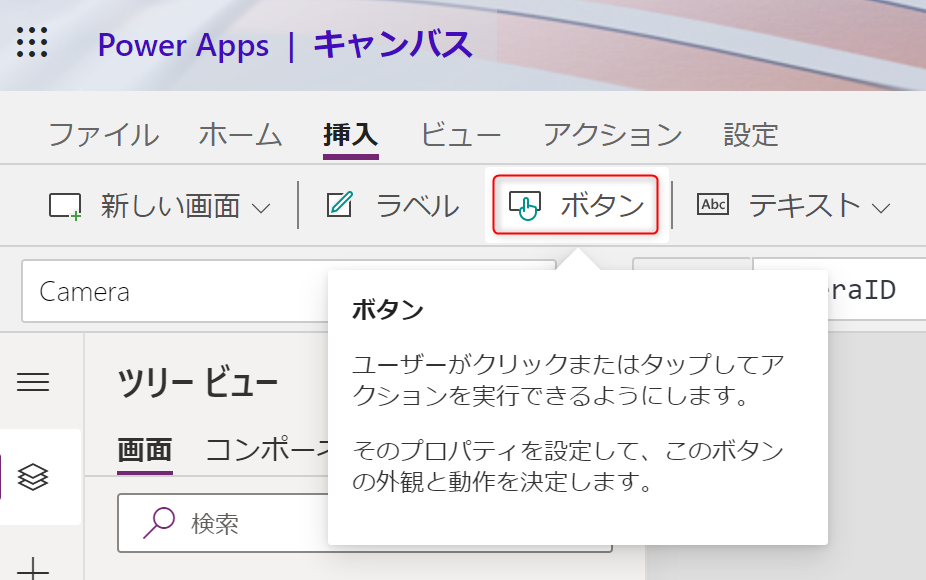 Power Apps | キャンバス
ファイル ホーム 挿入 ビュー アクション 設定
新しい画面 ラベル ボタン Abc テキスト
Camera
ボタン
ユーザーがクリックまたはタップしてア
クションを実行できるようにします。
そのプロパティを設定して、このボタン
の外観と動作を決定します。
ツリー ビュー
画面
検索